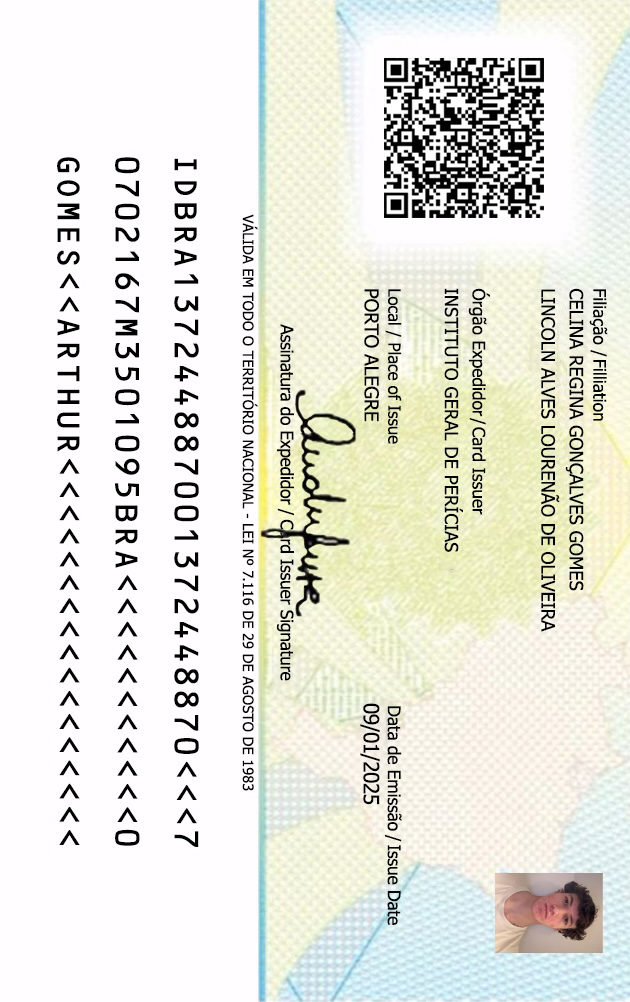 Filiação / Filliation
CELINA REGINA GONÇALVES GOMES
LINCOLN ALVES LOURENÃO DE OLIVEIRA
Órgão Expedidor / Card Issuer
INSTITUTO GERAL DE PERÍCIAS
Local / Place of Issue
PORTO ALEGRE
Data de Emissão / Issue Date
09/01/2025
Assinatura do Expedidor / Card Issuer Signature
VÁLIDA EM TODO O TERRITÓRIO NACIONAL - LEI Nº 7.116 DE 29 DE AGOSTO DE 1983
IDBRA1372448870013724488​70<<<7
0702167M3501095BRA<<<<<<<<<<<0
GOMES<<ARTHUR<<<<<<<<<<<<<<<<<